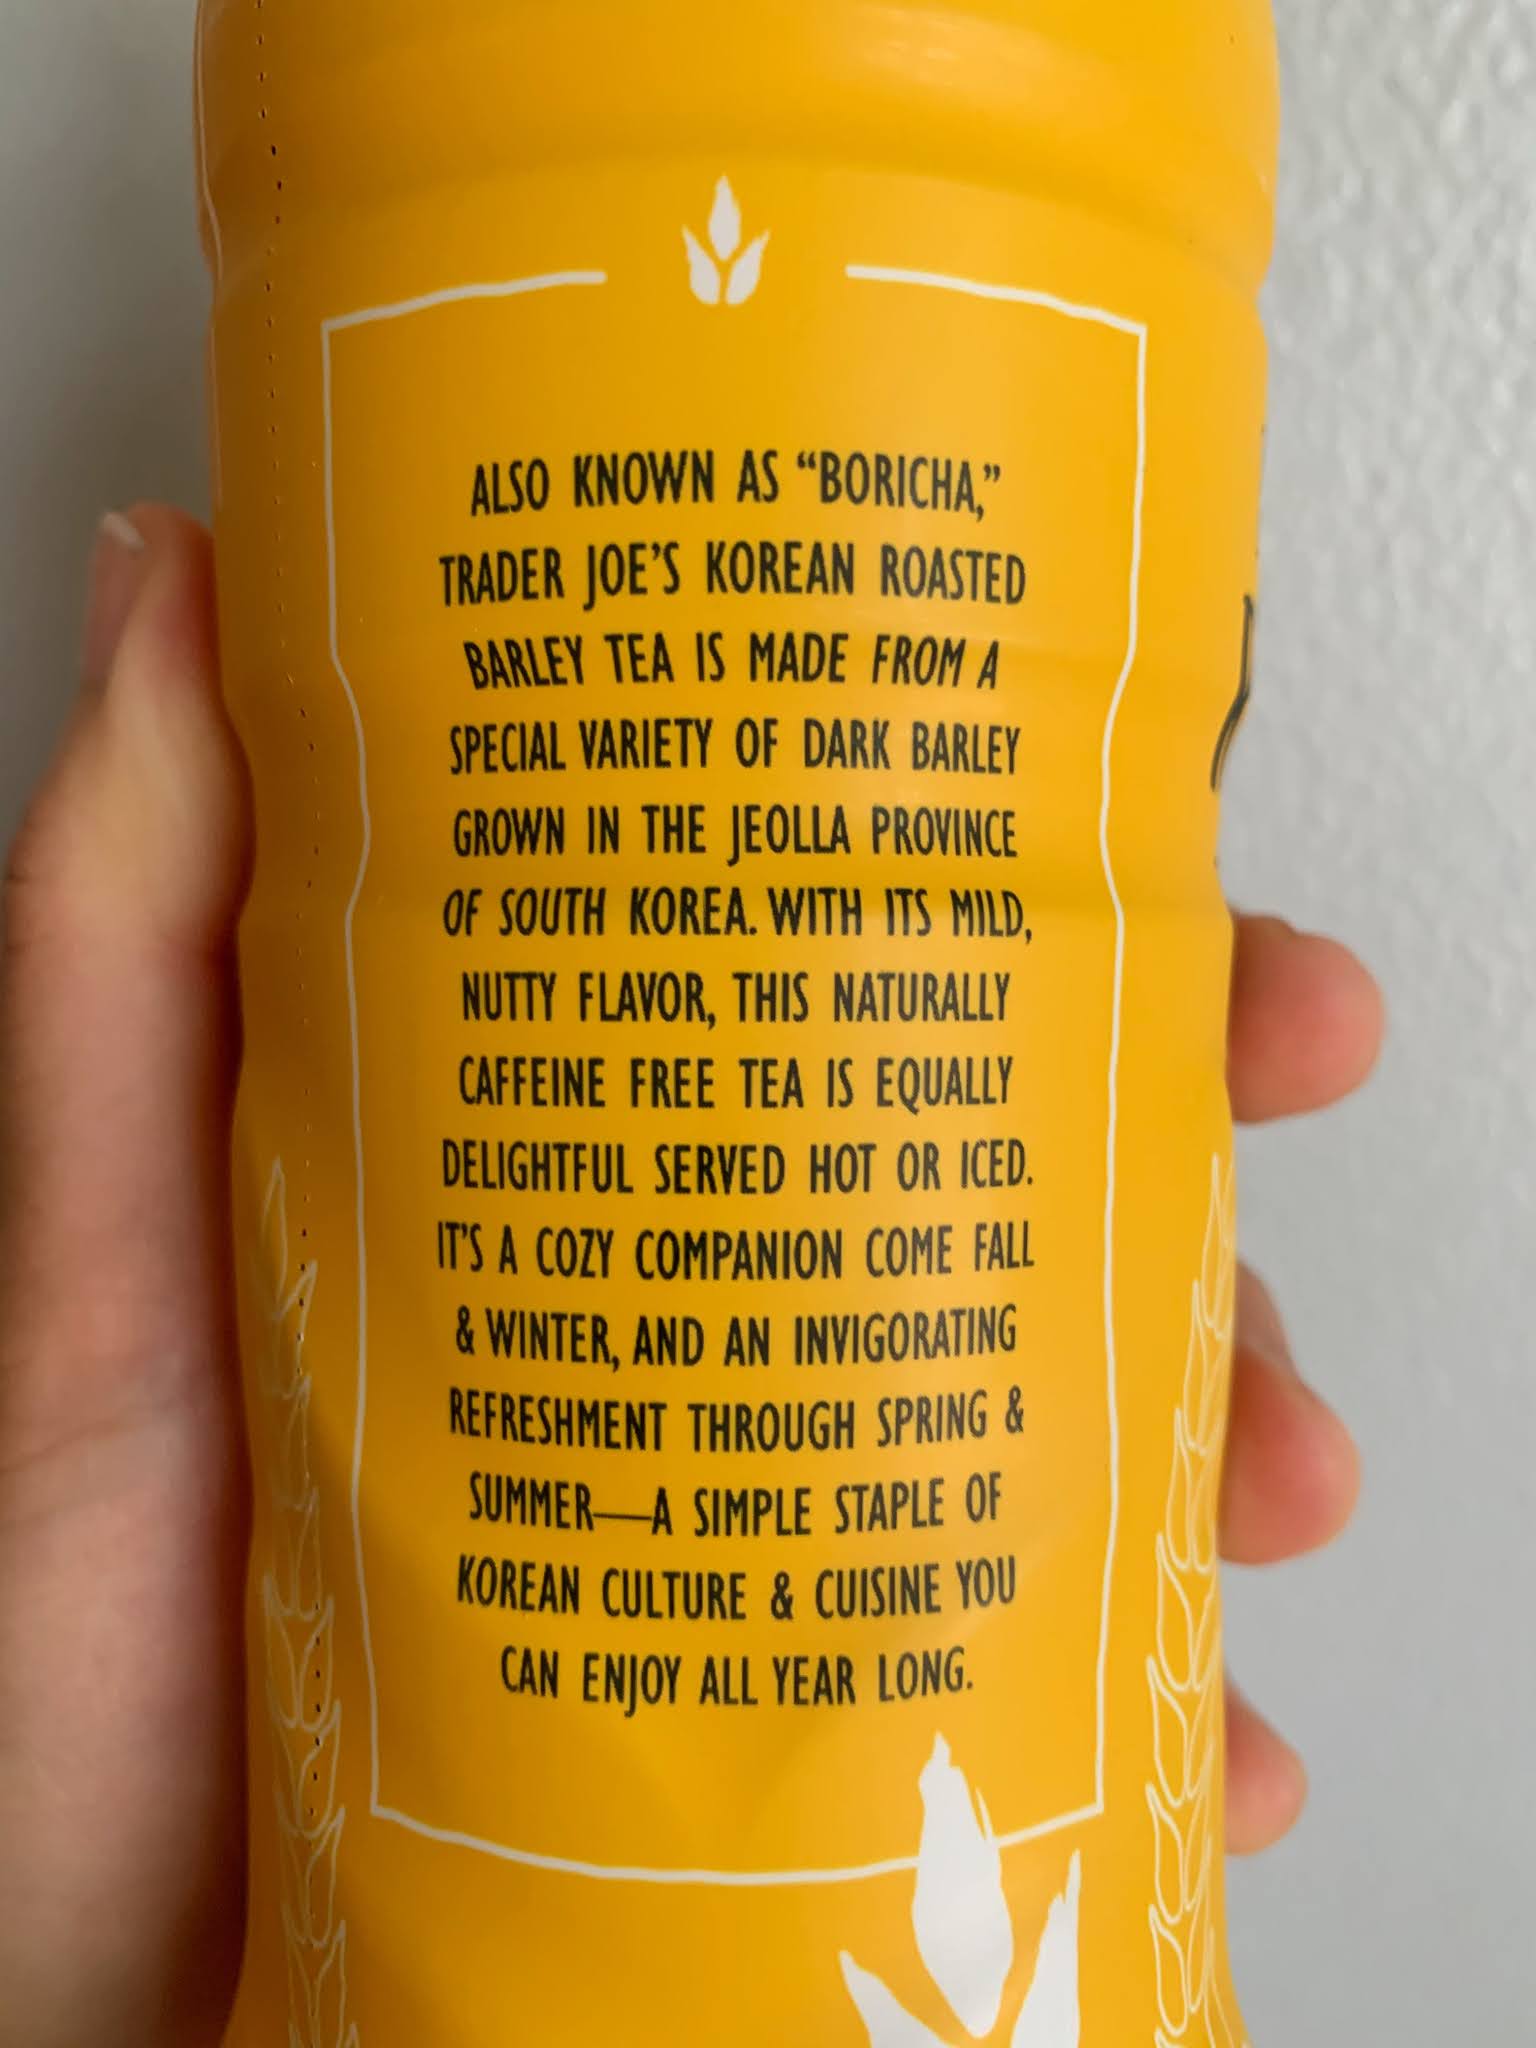 ALSO KNOWN AS “BORICHA,”
TRADER JOE’S KOREAN ROASTED
BARLEY TEA IS MADE FROM A
SPECIAL VARIETY OF DARK BARLEY
GROWN IN THE JEOLLA PROVINCE
OF SOUTH KOREA. WITH ITS MILD,
NUTTY FLAVOR, THIS NATURALLY
CAFFEINE FREE TEA IS EQUALLY
DELIGHTFUL SERVED HOT OR ICED.
IT’S A COZY COMPANION COME FALL
& WINTER, AND AN INVIGORATING
REFRESHMENT THROUGH SPRING &
SUMMER—A SIMPLE STAPLE OF
KOREAN CULTURE & CUISINE YOU
CAN ENJOY ALL YEAR LONG.